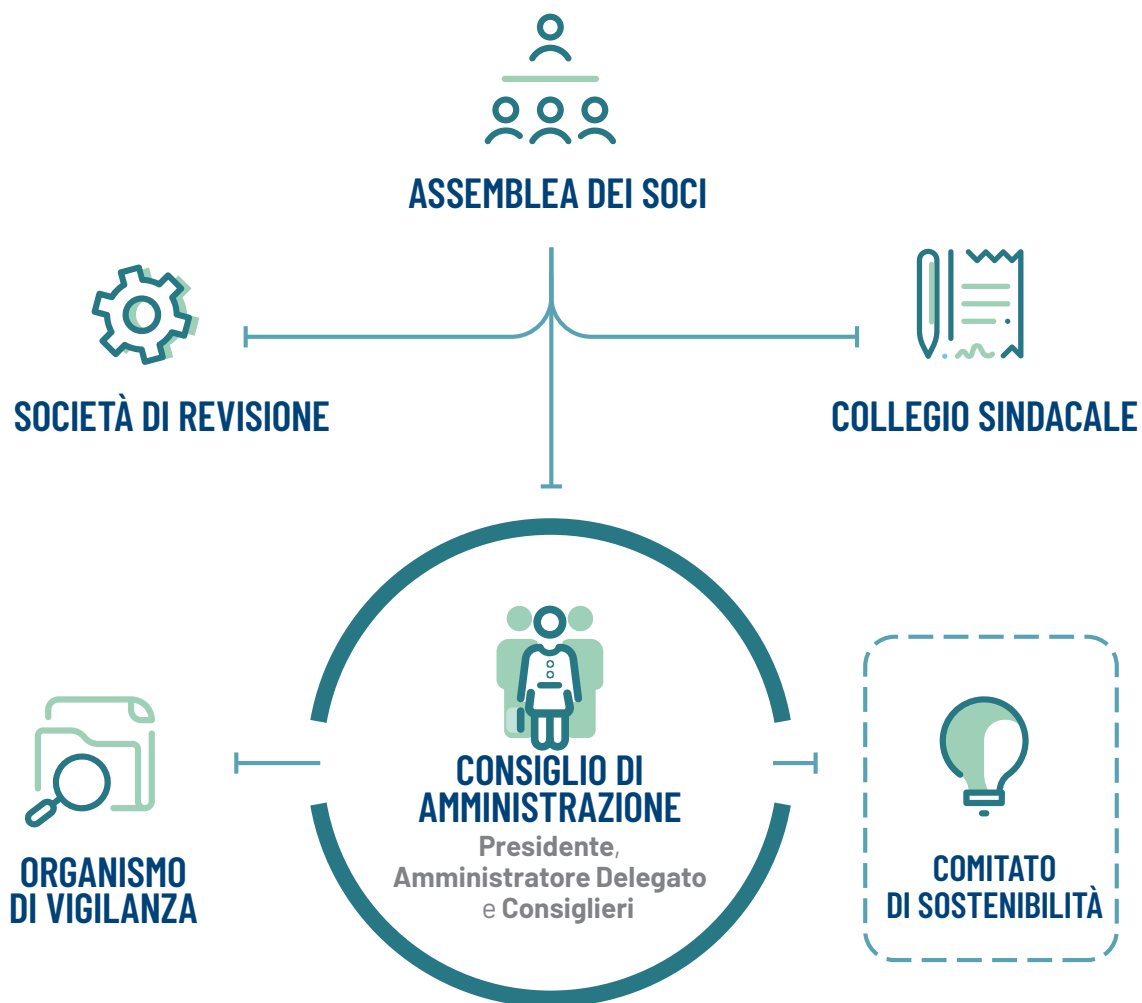 ASSEMBLEA DEI SOCI
SOCIETÀ DI REVISIONE
COLLEGIO SINDACALE
CONSIGLIO DI
AMMINISTRAZIONE
Presidente,
Amministratore Delegato
e Consiglieri
ORGANISMO
DI VIGILANZA
COMITATO
DI SOSTENIBILITÀ